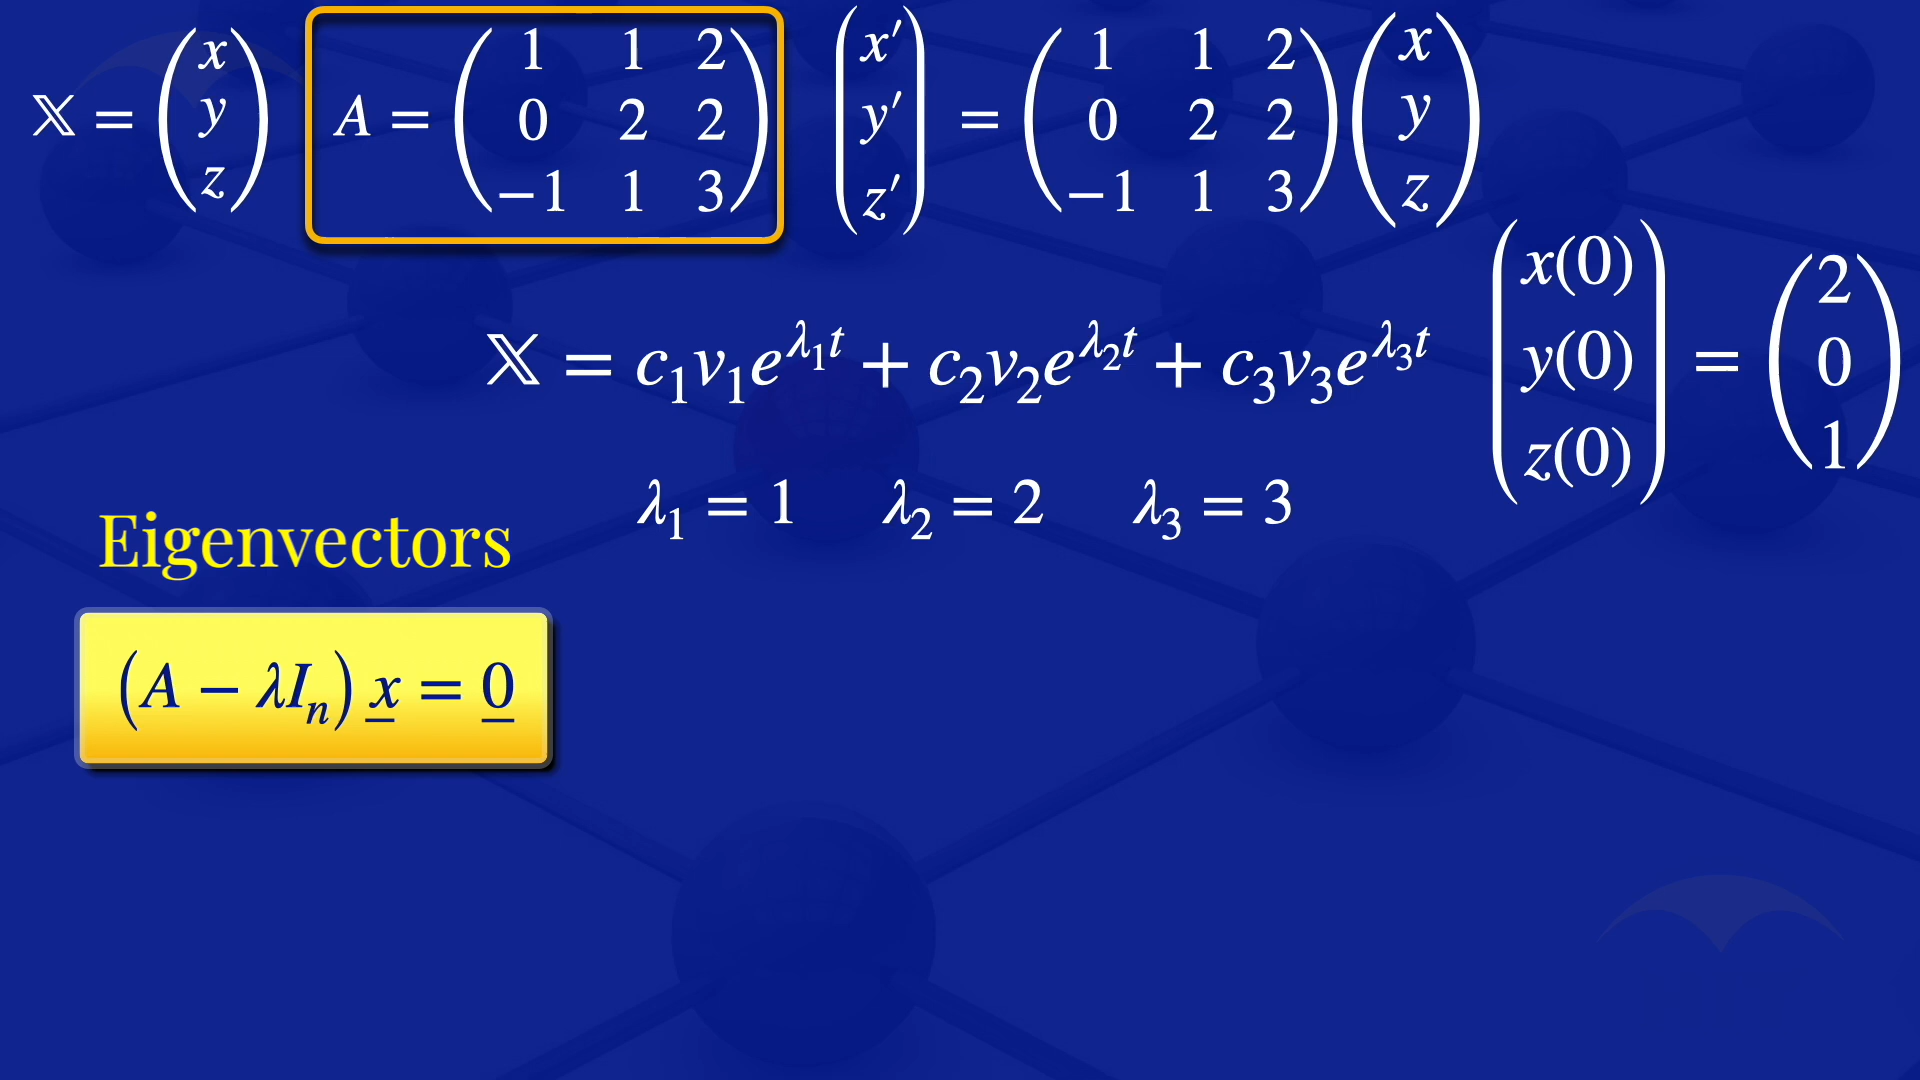 𝕏 = (x y z) A = (1 1 2 0 2 2 −1 1 3) (x′ y′ z′) = (1 1 2 0 2 2 −1 1 3) (x y z)
𝕏 = c₁v₁e^{λ₁t} + c₂v₂e^{λ₂t} + c₃v₃e^{λ₃t} (x(0) y(0) z(0)) = (2 0 1)
λ₁ = 1 λ₂ = 2 λ₃ = 3
Eigenvectors
(A − λIₙ) x = 0